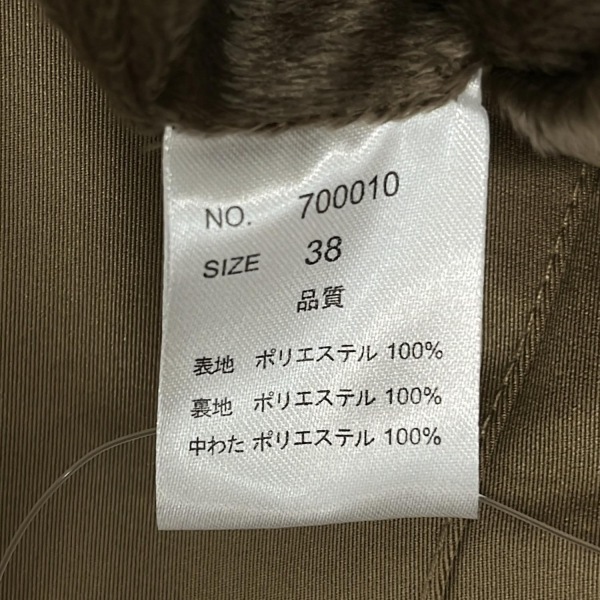 NO. 700010
SIZE 38
品質
表地 ポリエステル 100%
裏地 ポリエステル 100%
中わた ポリエステル 100%